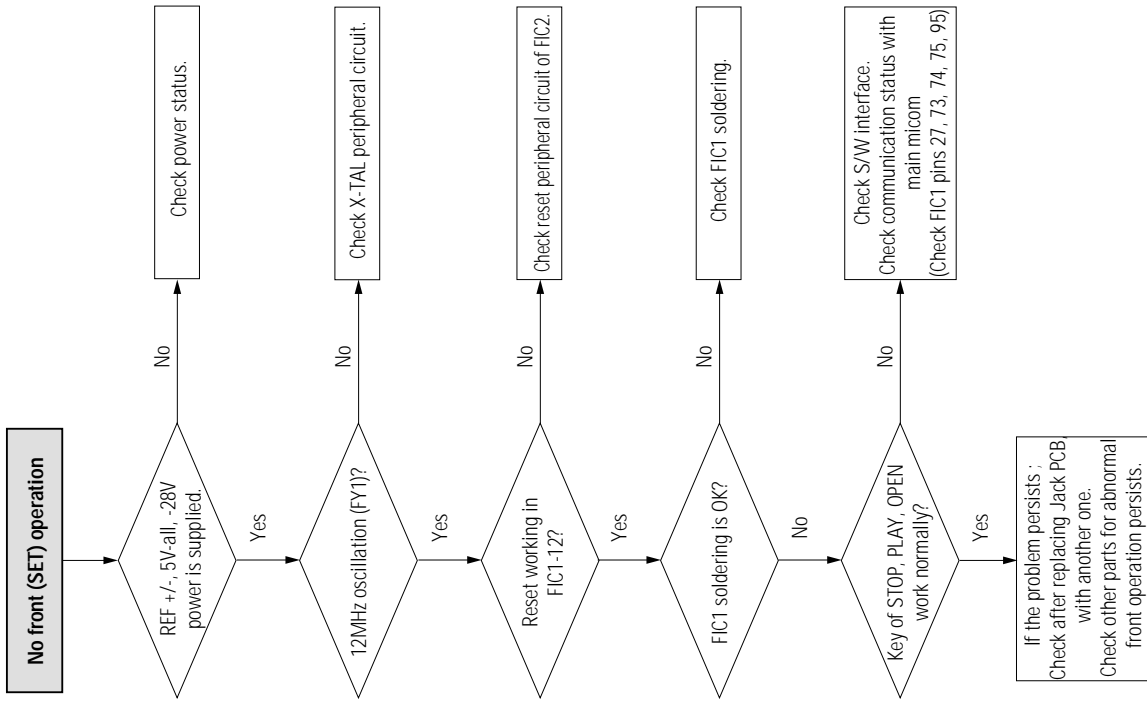 No front (SET) operation
REF +/-, 5V-all, -28V
power is supplied.
No
Check power status.
Yes
12MHz oscillation (FY1)?
No
Check X-TAL peripheral circuit.
Yes
Reset working in
FIC1-12?
No
Check reset peripheral circuit of FIC2.
Yes
FIC1 soldering is OK?
No
Check FIC1 soldering.
No
Key of STOP, PLAY, OPEN
work normally?
No
Check S/W interface.
Check communication status with
main micom
(Check FIC1 pins 27, 73, 74, 75, 95)
Yes
If the problem persists ;
Check after replacing Jack PCB,
with another one.
Check other parts for abnormal
front operation persists.